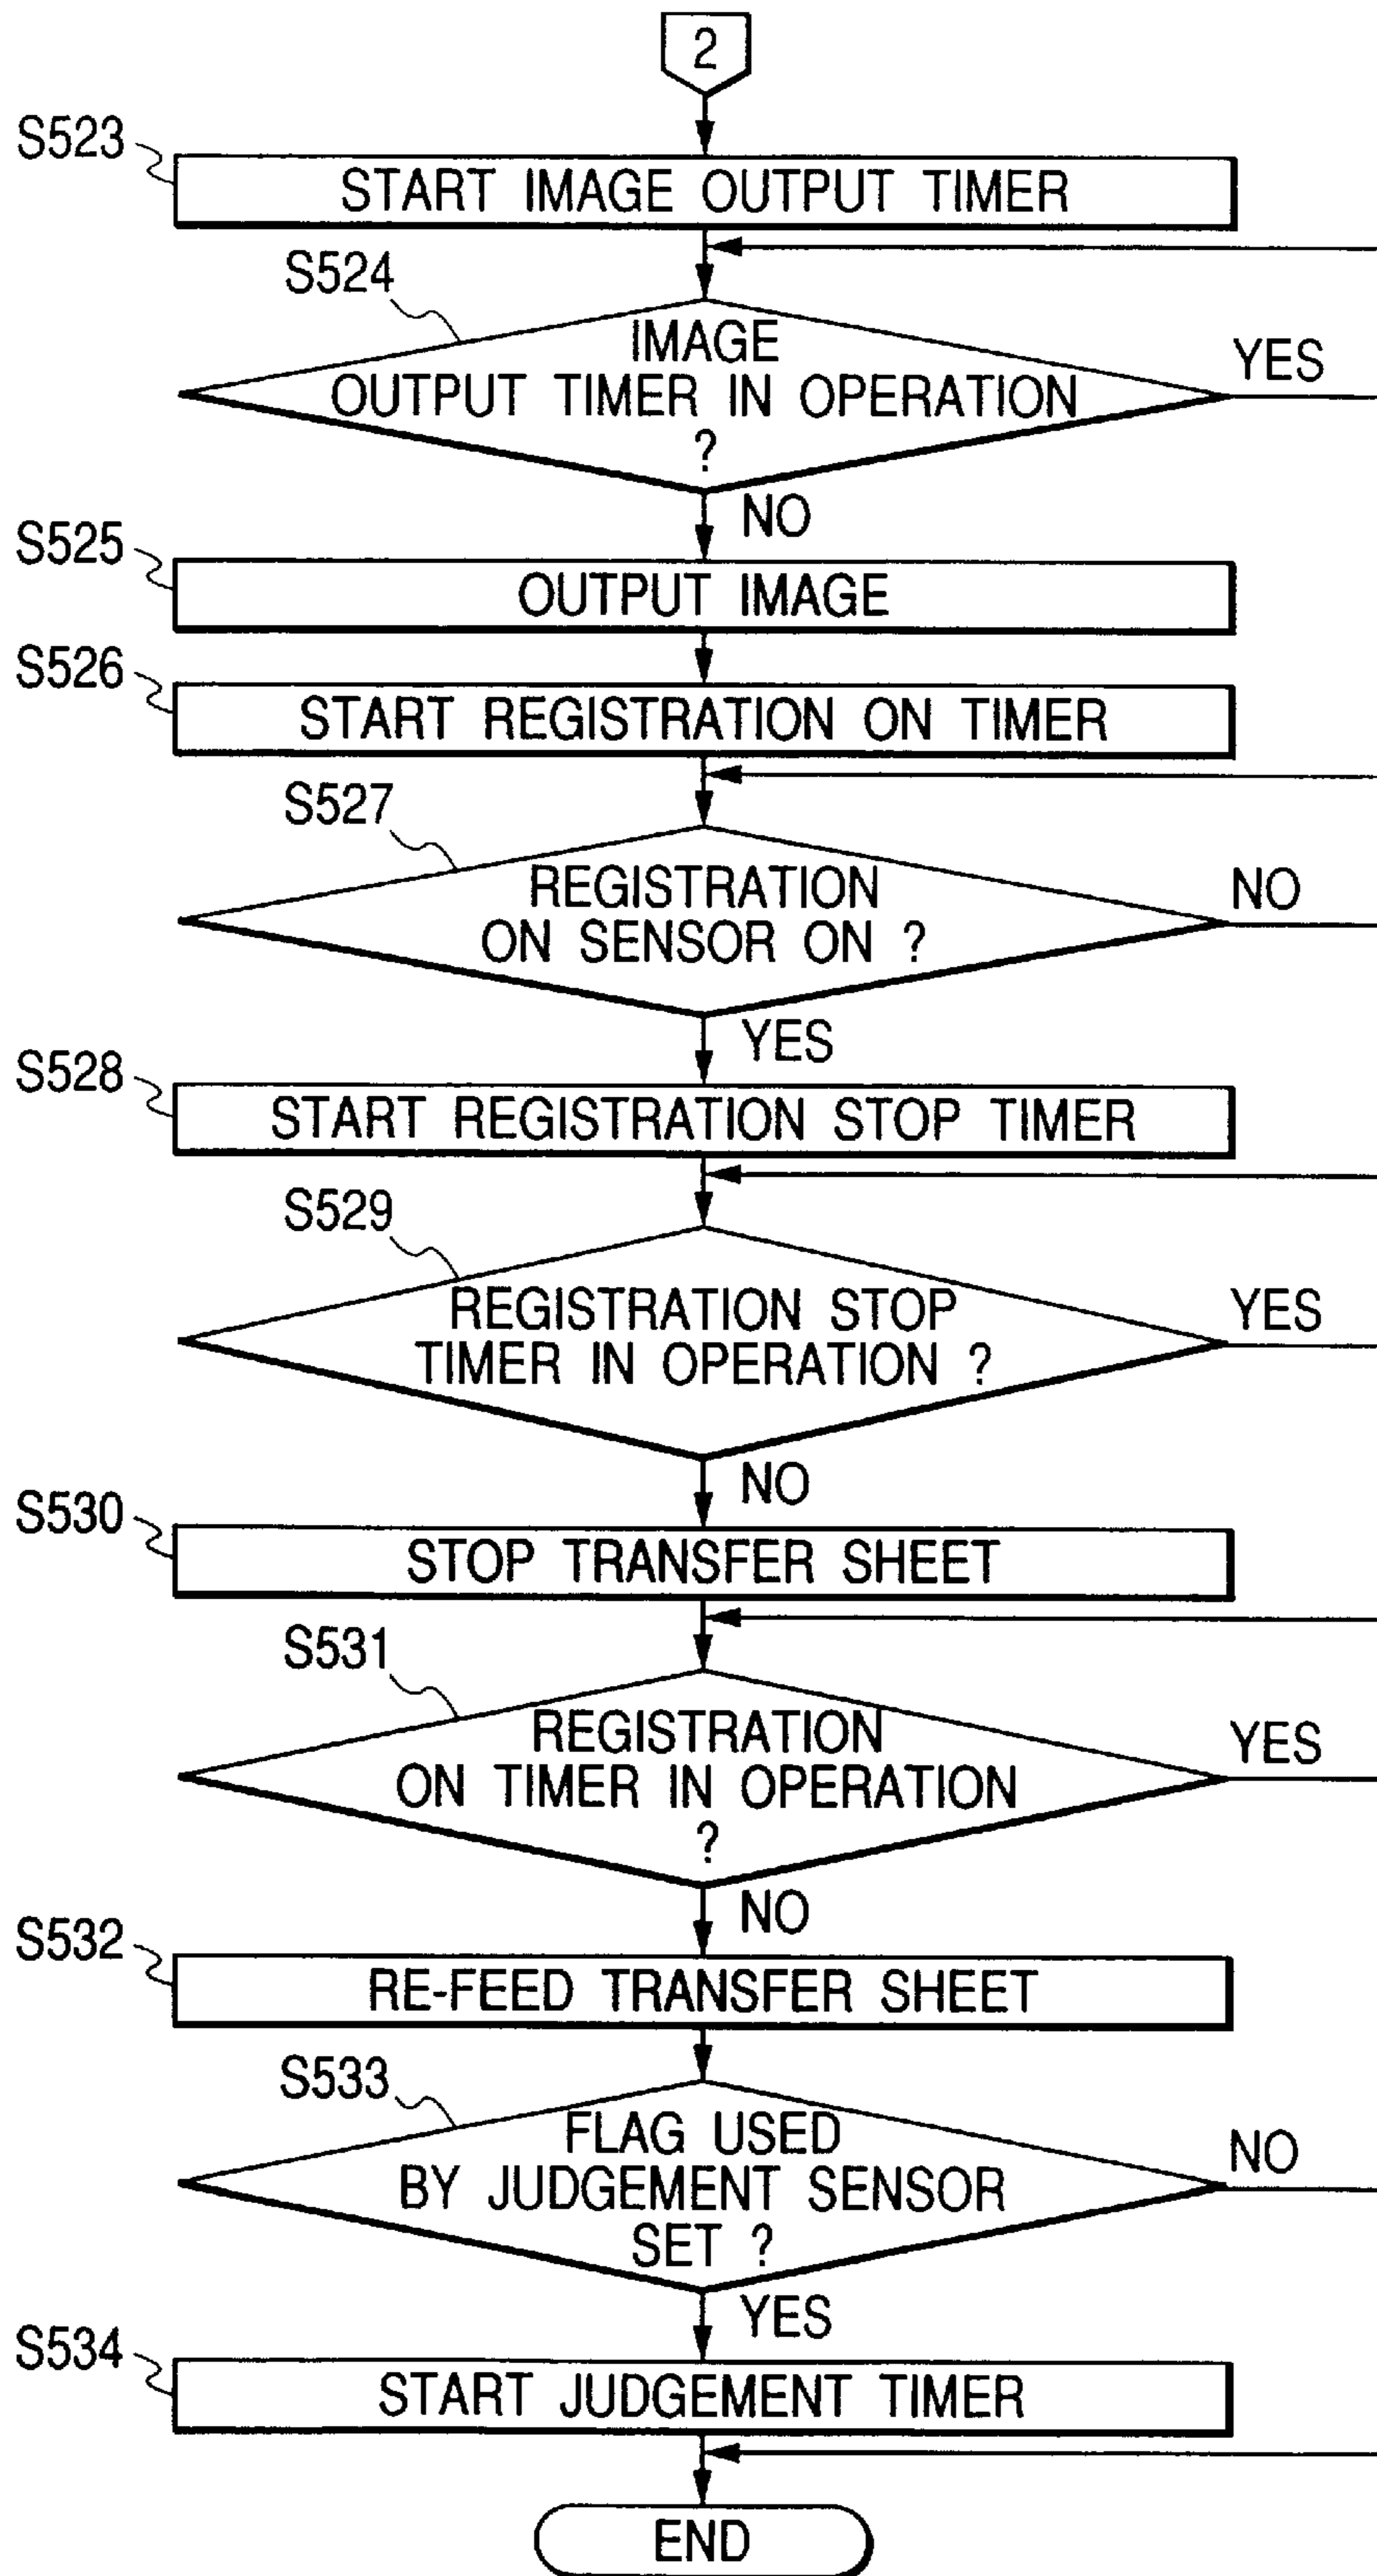 2
S523
START IMAGE OUTPUT TIMER
S524
IMAGE
OUTPUT TIMER IN OPERATION
?
YES
NO
S525
OUTPUT IMAGE
S526
START REGISTRATION ON TIMER
S527
REGISTRATION
ON SENSOR ON ?
NO
YES
S528
START REGISTRATION STOP TIMER
S529
REGISTRATION STOP
TIMER IN OPERATION ?
YES
NO
S530
STOP TRANSFER SHEET
S531
REGISTRATION
ON TIMER IN OPERATION
?
YES
NO
S532
RE-FEED TRANSFER SHEET
S533
FLAG USED
BY JUDGEMENT SENSOR
SET ?
NO
YES
S534
START JUDGEMENT TIMER
END